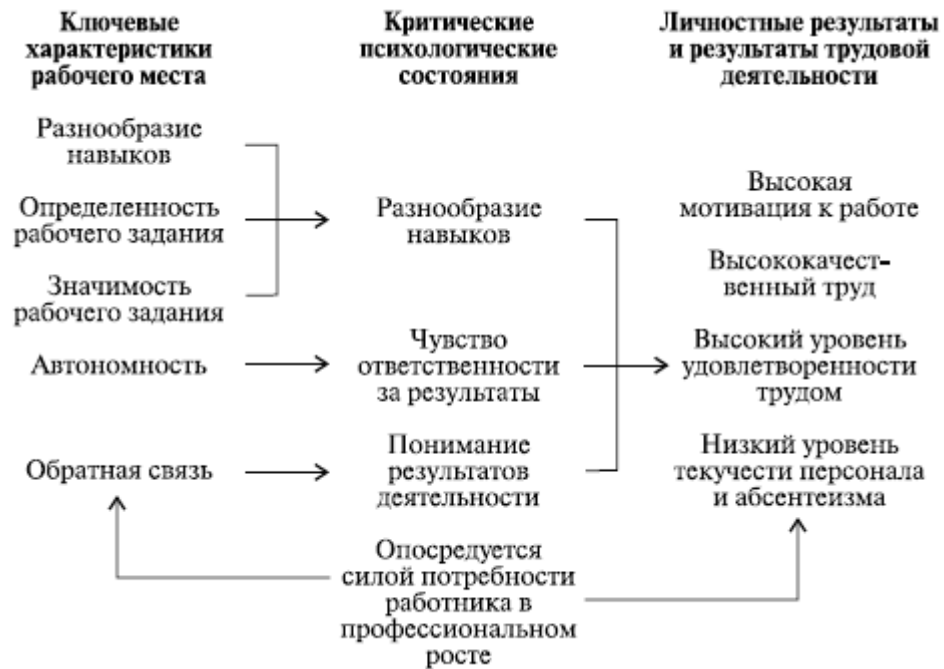 Ключевые
характеристики
рабочего места
Критические
психологические
состояния
Личностные результаты
и результаты трудовой
деятельности
Разнообразие
навыков
Определенность
рабочего задания
Значимость
рабочего задания
Автономность
Обратная связь
Разнообразие
навыков
Чувство
ответственности
за результаты
Понимание
результатов
деятельности
Опосредуется
силой потребности
работника в
профессиональном
росте
Высокая
мотивация к работе
Высококачест-
венный труд
Высокий уровень
удовлетворенности
трудом
Низкий уровень
текучести персонала
и абсентеизма